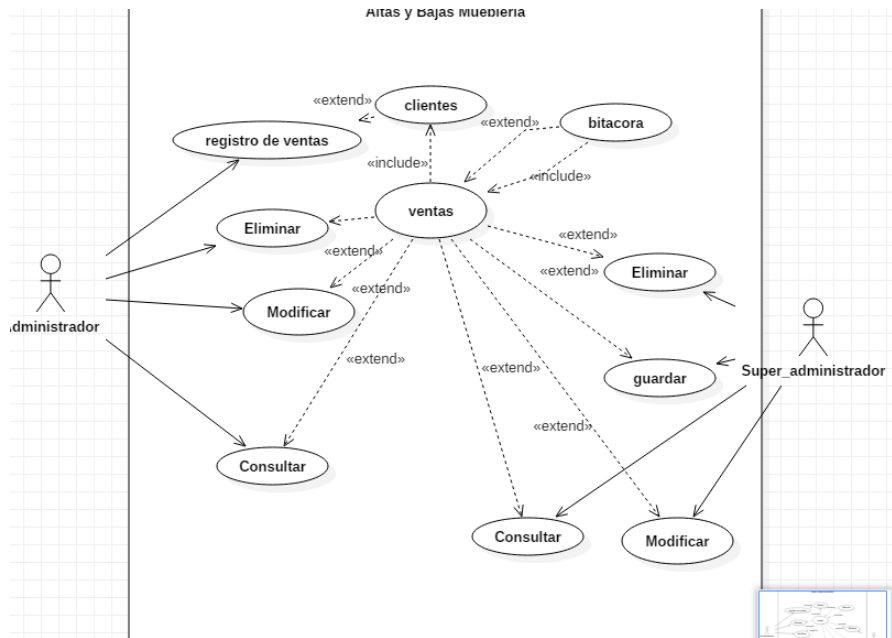 Altas y Bajas Mueblería
«extend»
clientes
«extend»
bitacora
registro de ventas
«include»
«include»
ventas
Eliminar
«extend»
«extend»
Eliminar
«extend»
«extend»
Modificar
Administrador
«extend»
«extend»
Super_administrador
guardar
«extend»
Consultar
Consultar
Modificar